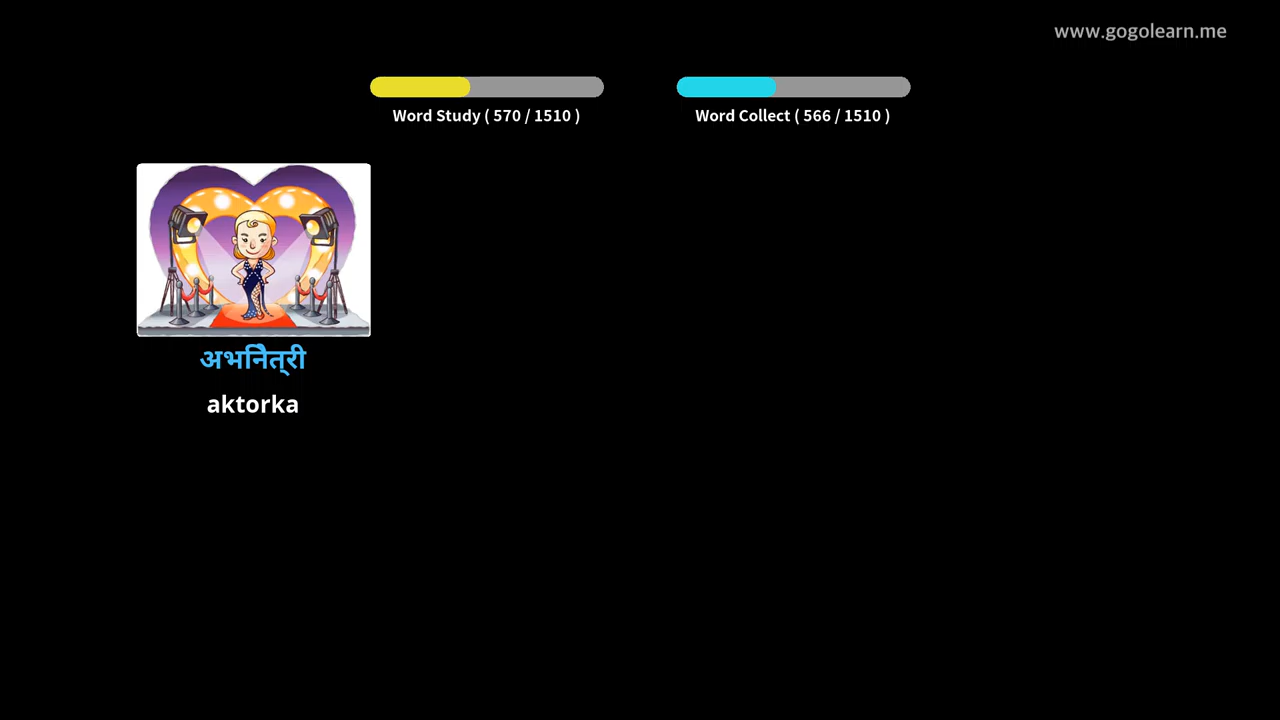 www.gogolearn.me
Word Study ( 570 / 1510 )
Word Collect ( 566 / 1510 )
अभिनेत्री
aktorka